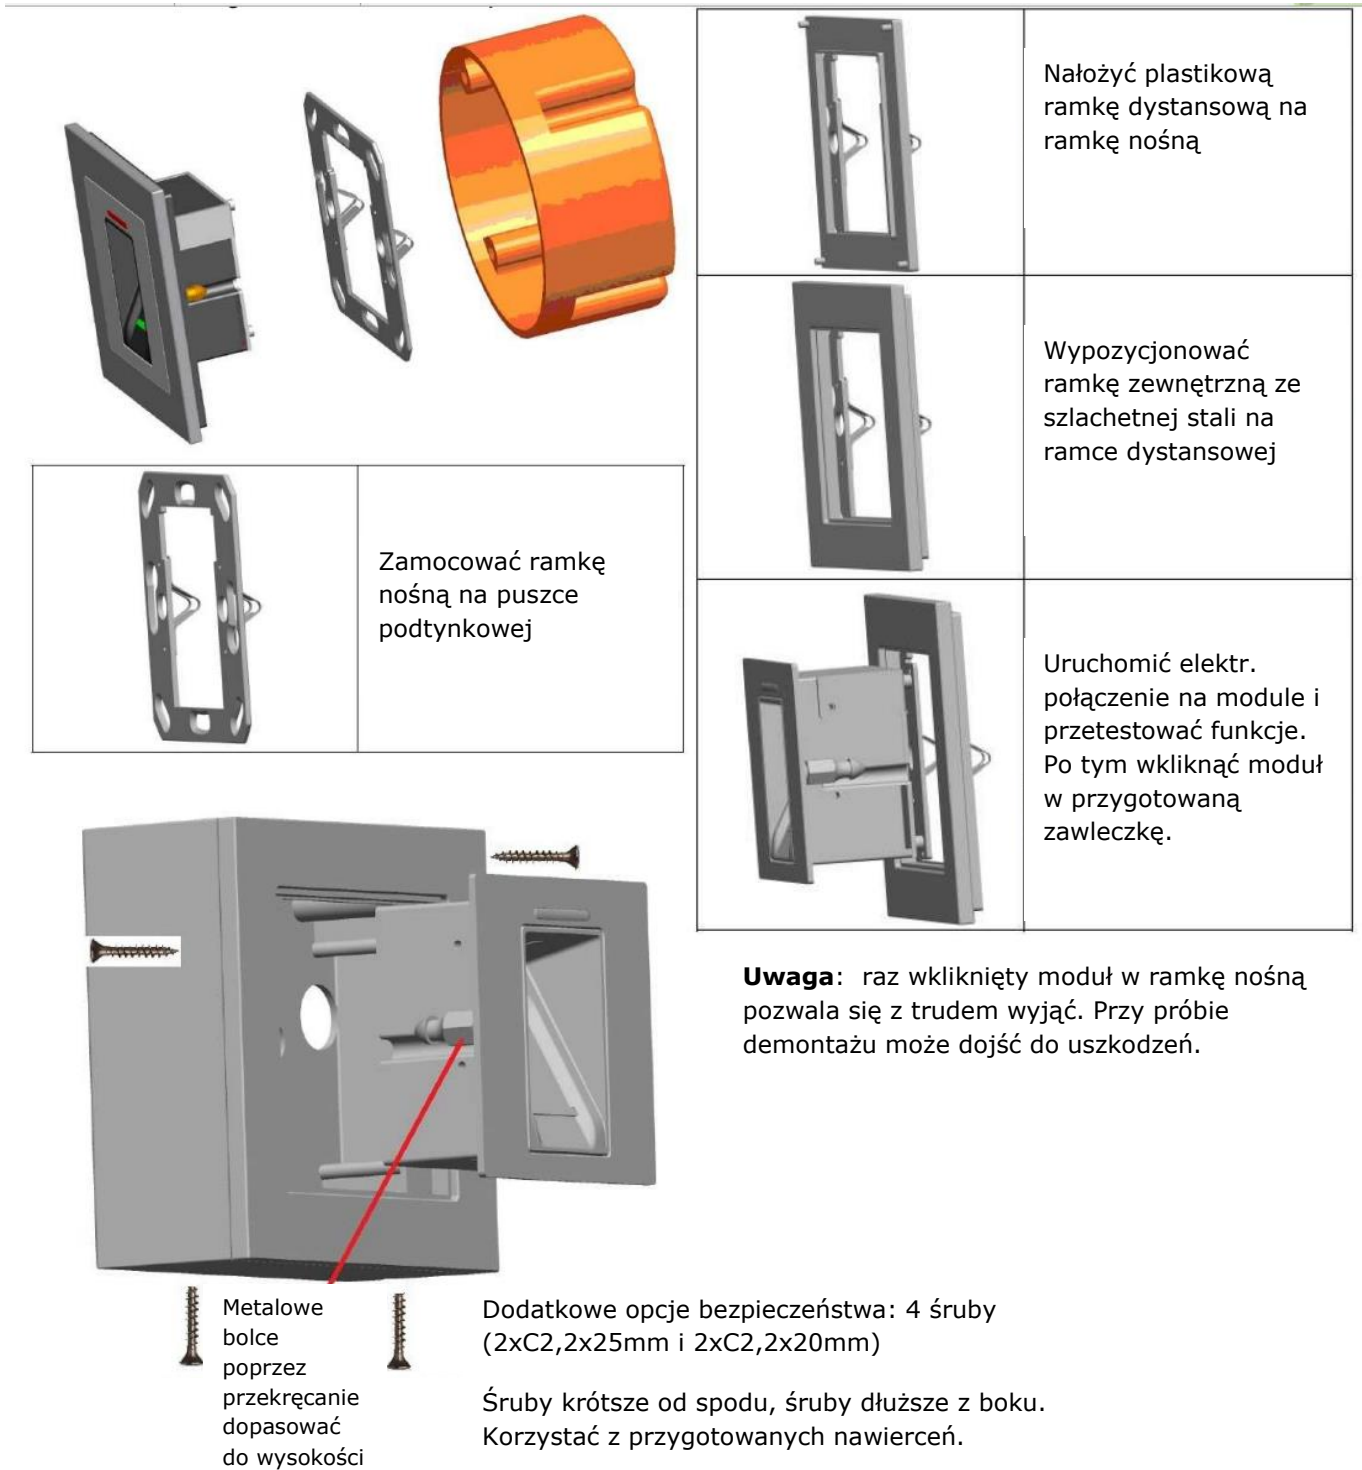 Zamocować ramkę
nośną na puszce
podtynkowej
Nałożyć plastikową
ramkę dystansową na
ramkę nośną
Wypozycjonować
ramkę zewnętrzną ze
szlachetnej stali na
ramce dystansowej
Uruchomić elektr.
połączenie na module i
przetestować funkcje.
Po tym wkliknąć moduł
w przygotowaną
zawleczkę.
Uwaga: raz wkliknięty moduł w ramkę nośną
pozwala się z trudem wyjąć. Przy próbie
demontażu może dojść do uszkodzeń.
Metalowe
bolce
poprzez
przekręcanie
dopasować
do wysokości
Dodatkowe opcje bezpieczeństwa: 4 śruby
(2xC2,2x25mm i 2xC2,2x20mm)
Śruby krótsze od spodu, śruby dłuższe z boku.
Korzystać z przygotowanych nawierceń.